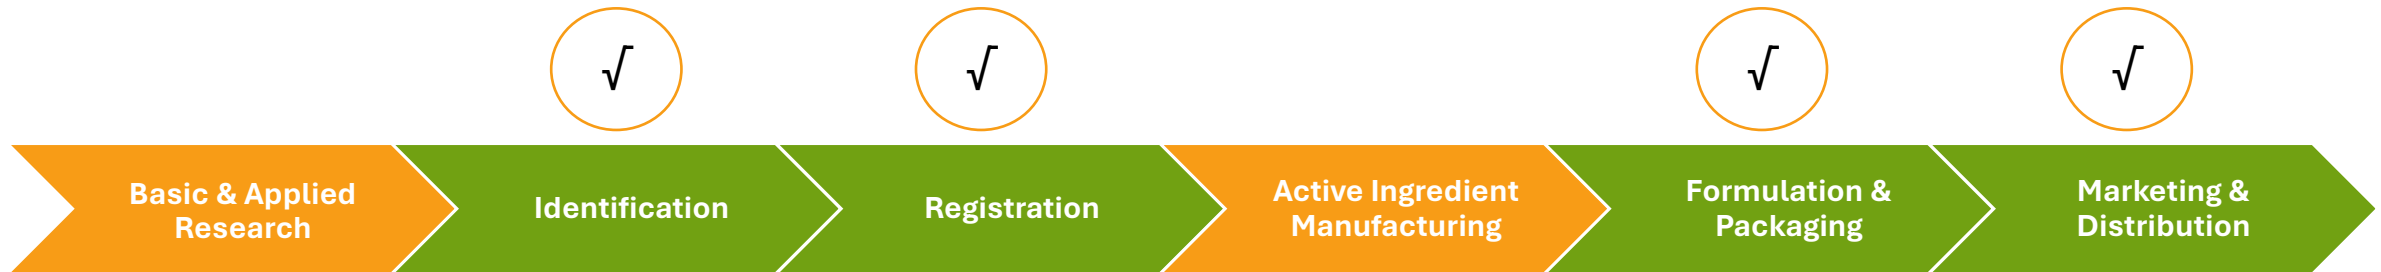 √
√
√
√
Basic & Applied
Research
Identification
Registration
Active Ingredient
Manufacturing
Formulation &
Packaging
Marketing &
Distribution